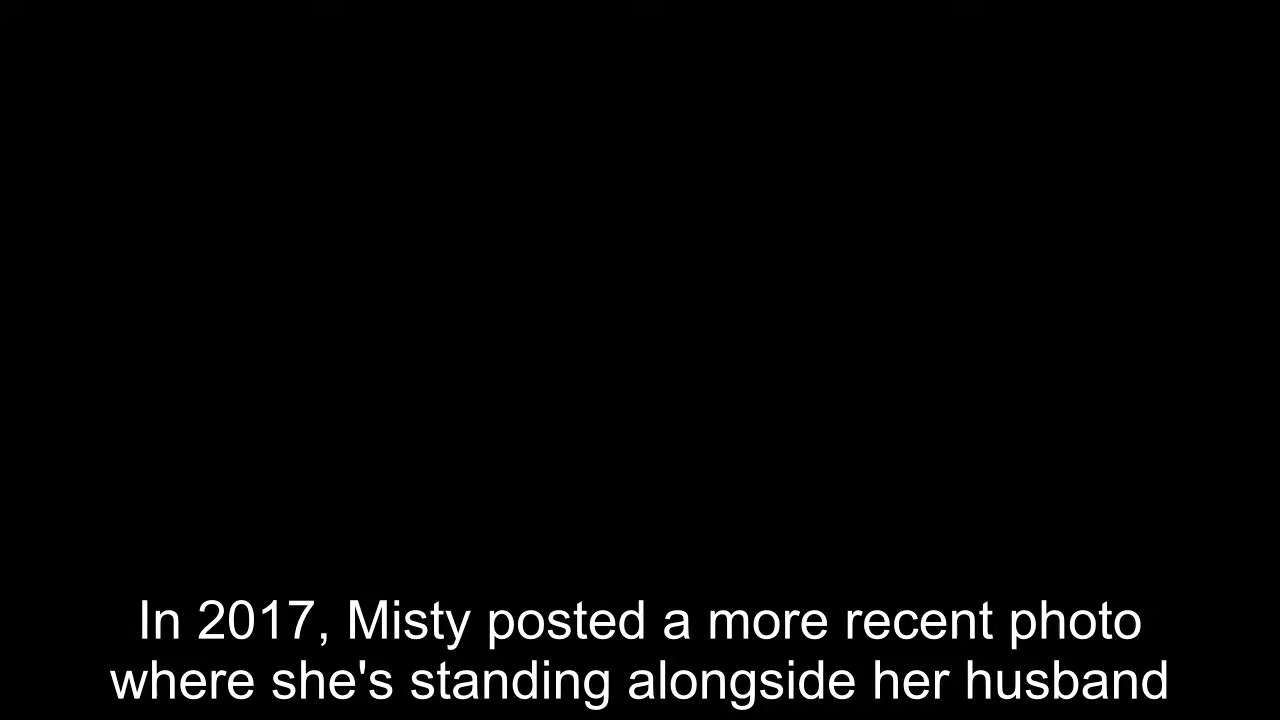 In 2017, Misty posted a more recent photo
where she's standing alongside her husband